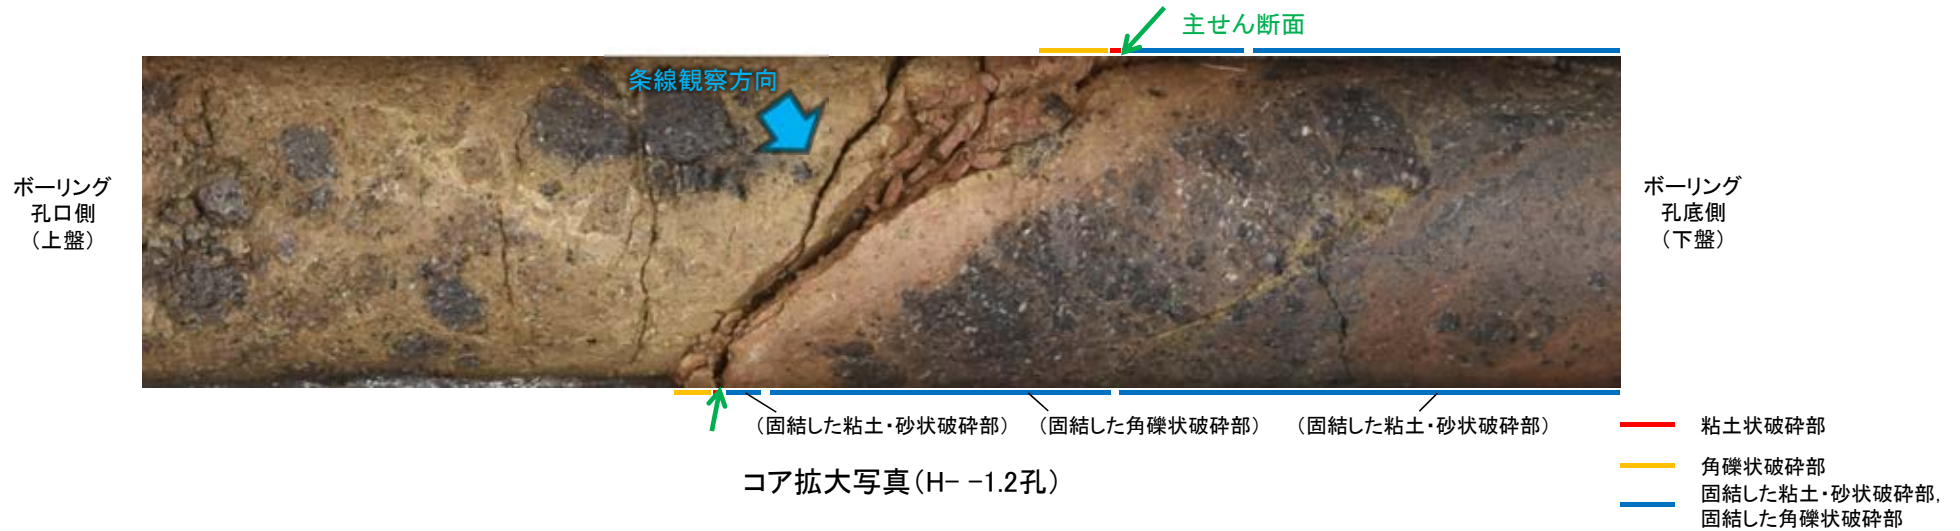 主せん断面
条線観察方向
ボーリング
孔口側
（上盤）
ボーリング
孔底側
（下盤）
（固結した粘土・砂状破砕部）
（固結した角礫状破砕部）
（固結した粘土・砂状破砕部）
コア拡大写真（H- -1.2孔）
粘土状破砕部
角礫状破砕部
固結した粘土・砂状破砕部，
固結した角礫状破砕部